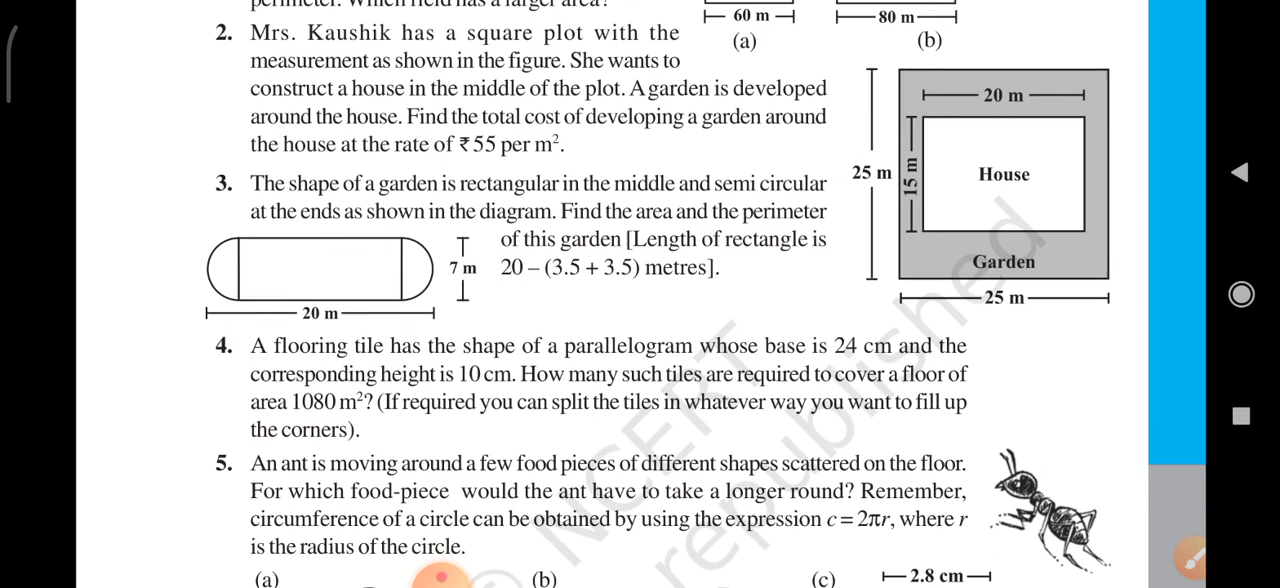 perimeter. Which field has a larger area?
60 m
80 m
(a)
(b)
2. Mrs. Kaushik has a square plot with the
measurement as shown in the figure. She wants to
construct a house in the middle of the plot. A garden is developed
around the house. Find the total cost of developing a garden around
the house at the rate of ₹ 55 per m².
20 m
25 m
15 m
House
Garden
25 m
3. The shape of a garden is rectangular in the middle and semi circular
at the ends as shown in the diagram. Find the area and the perimeter
of this garden [Length of rectangle is
20 – (3.5 + 3.5) metres].
7 m
20 m
4. A flooring tile has the shape of a parallelogram whose base is 24 cm and the
corresponding height is 10 cm. How many such tiles are required to cover a floor of
area 1080 m²? (If required you can split the tiles in whatever way you want to fill up
the corners).
5. An ant is moving around a few food pieces of different shapes scattered on the floor.
For which food-piece would the ant have to take a longer round? Remember,
circumference of a circle can be obtained by using the expression c = 2πr, where r
is the radius of the circle.
(a)
(b)
(c)
2.8 cm
© NCERT
republished